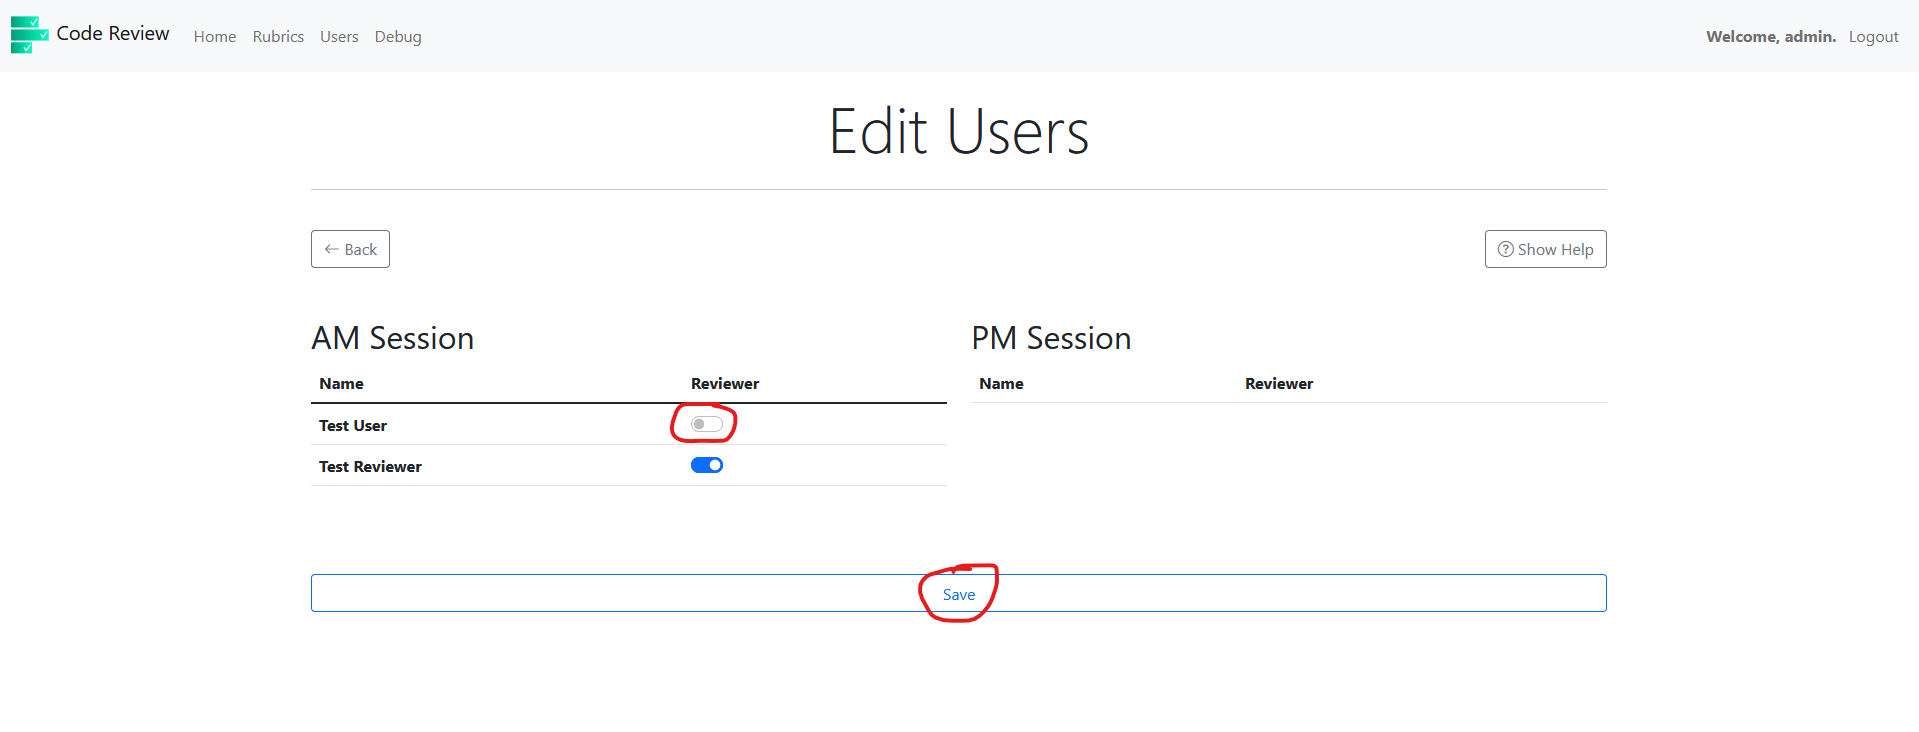 Code Review Home Rubrics Users Debug Welcome, admin. Logout
Edit Users
Back Show Help
AM Session
Name Reviewer
Test User
Test Reviewer
PM Session
Name Reviewer
Save